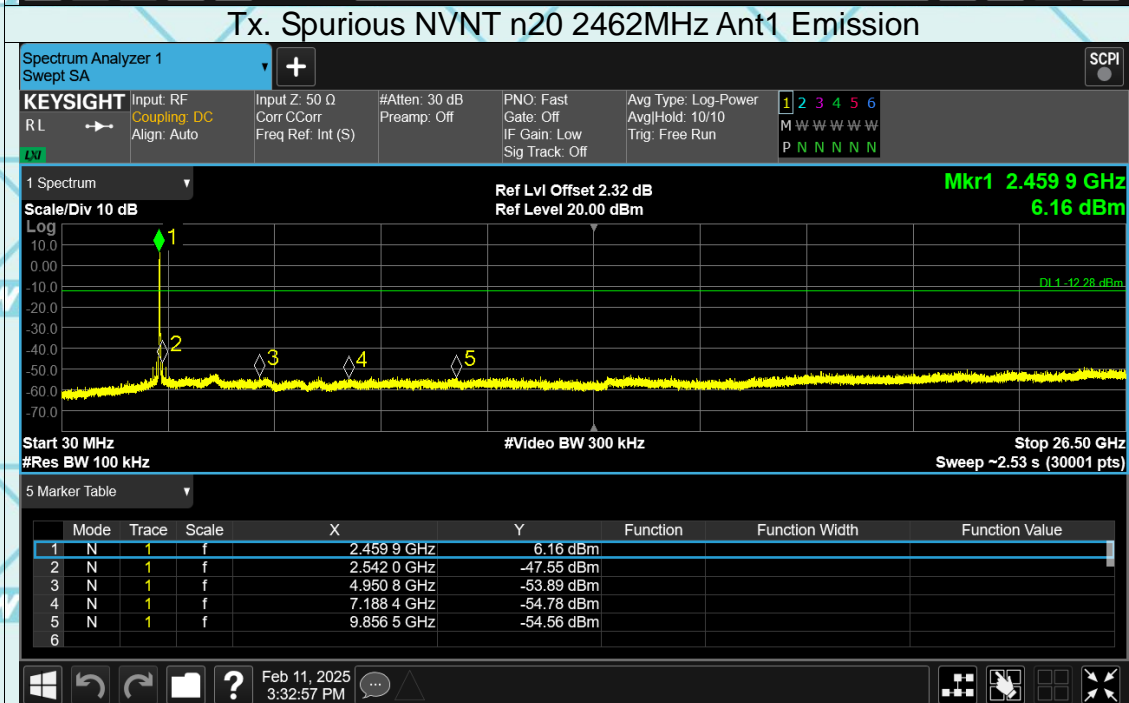 Tx. Spurious NVNT n20 2462MHz Ant1 Emission
Spectrum Analyzer 1
Swept SA
+
SCPI
KEYSIGHT
RL
LXI
Input: RF
Coupling: DC
Align: Auto
Input Z: 50 Ω
Corr CCorr
Freq Ref: Int (S)
#Atten: 30 dB
Preamp: Off
PNO: Fast
Gate: Off
IF Gain: Low
Sig Track: Off
Avg Type: Log-Power
Avg|Hold: 10/10
Trig: Free Run
1 2 3 4 5 6
M W W W W W
P N N N N N
1 Spectrum
Scale/Div 10 dB
Ref Lvl Offset 2.32 dB
Ref Level 20.00 dBm
Mkr1 2.459 9 GHz
6.16 dBm
Log
10.0
0.00
-10.0
-20.0
-30.0
-40.0
-50.0
-60.0
-70.0
1
2
3
4
5
DL1 -12.28 dBm
Start 30 MHz
#Video BW 300 kHz
Stop 26.50 GHz
#Res BW 100 kHz
Sweep ~2.53 s (30001 pts)
5 Marker Table
Mode Trace Scale X Y Function Function Width Function Value
1 N 1 f 2.459 9 GHz 6.16 dBm
2 N 1 f 2.542 0 GHz -47.55 dBm
3 N 1 f 4.950 8 GHz -53.89 dBm
4 N 1 f 7.188 4 GHz -54.78 dBm
5 N 1 f 9.856 5 GHz -54.56 dBm
6
?
Feb 11, 2025
3:32:57 PM